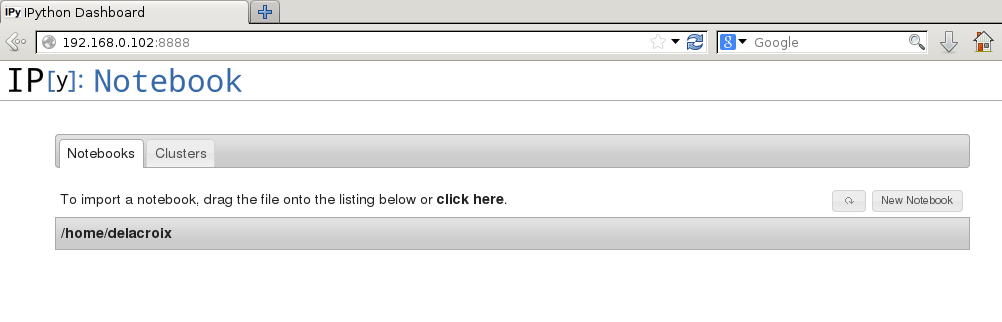 IPy IPython Dashboard
192.168.0.102:8888
8 Google
IP[y]: Notebook
Notebooks Clusters
To import a notebook, drag the file onto the listing below or click here. New Notebook
/home/delacroix